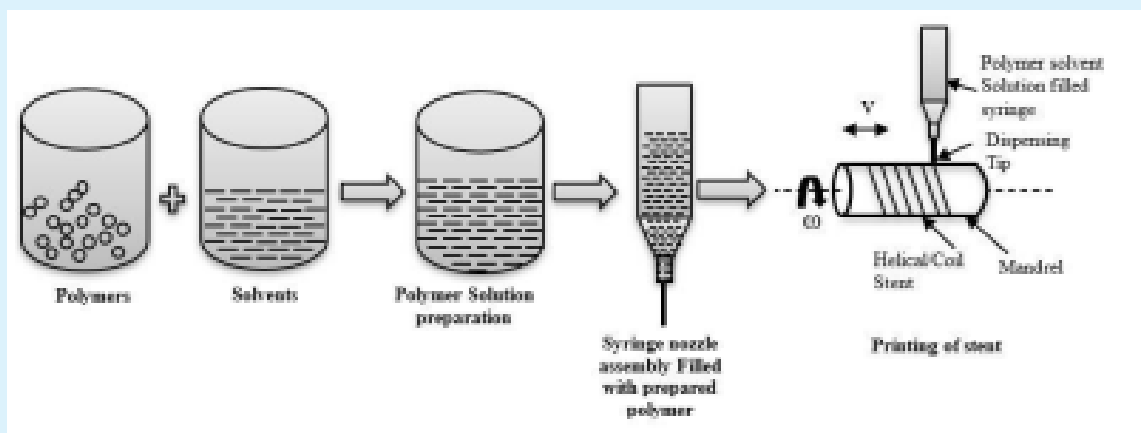 Polymers
Solvents
Polymer Solution
preparation
Syringe nozzle
assembly Filled
with prepared
polymer
Polymer solvent
Solution filled
syringe
V
Dispensing
Tip
ω
Helical/Coil
Stent
Mandrel
Printing of stent